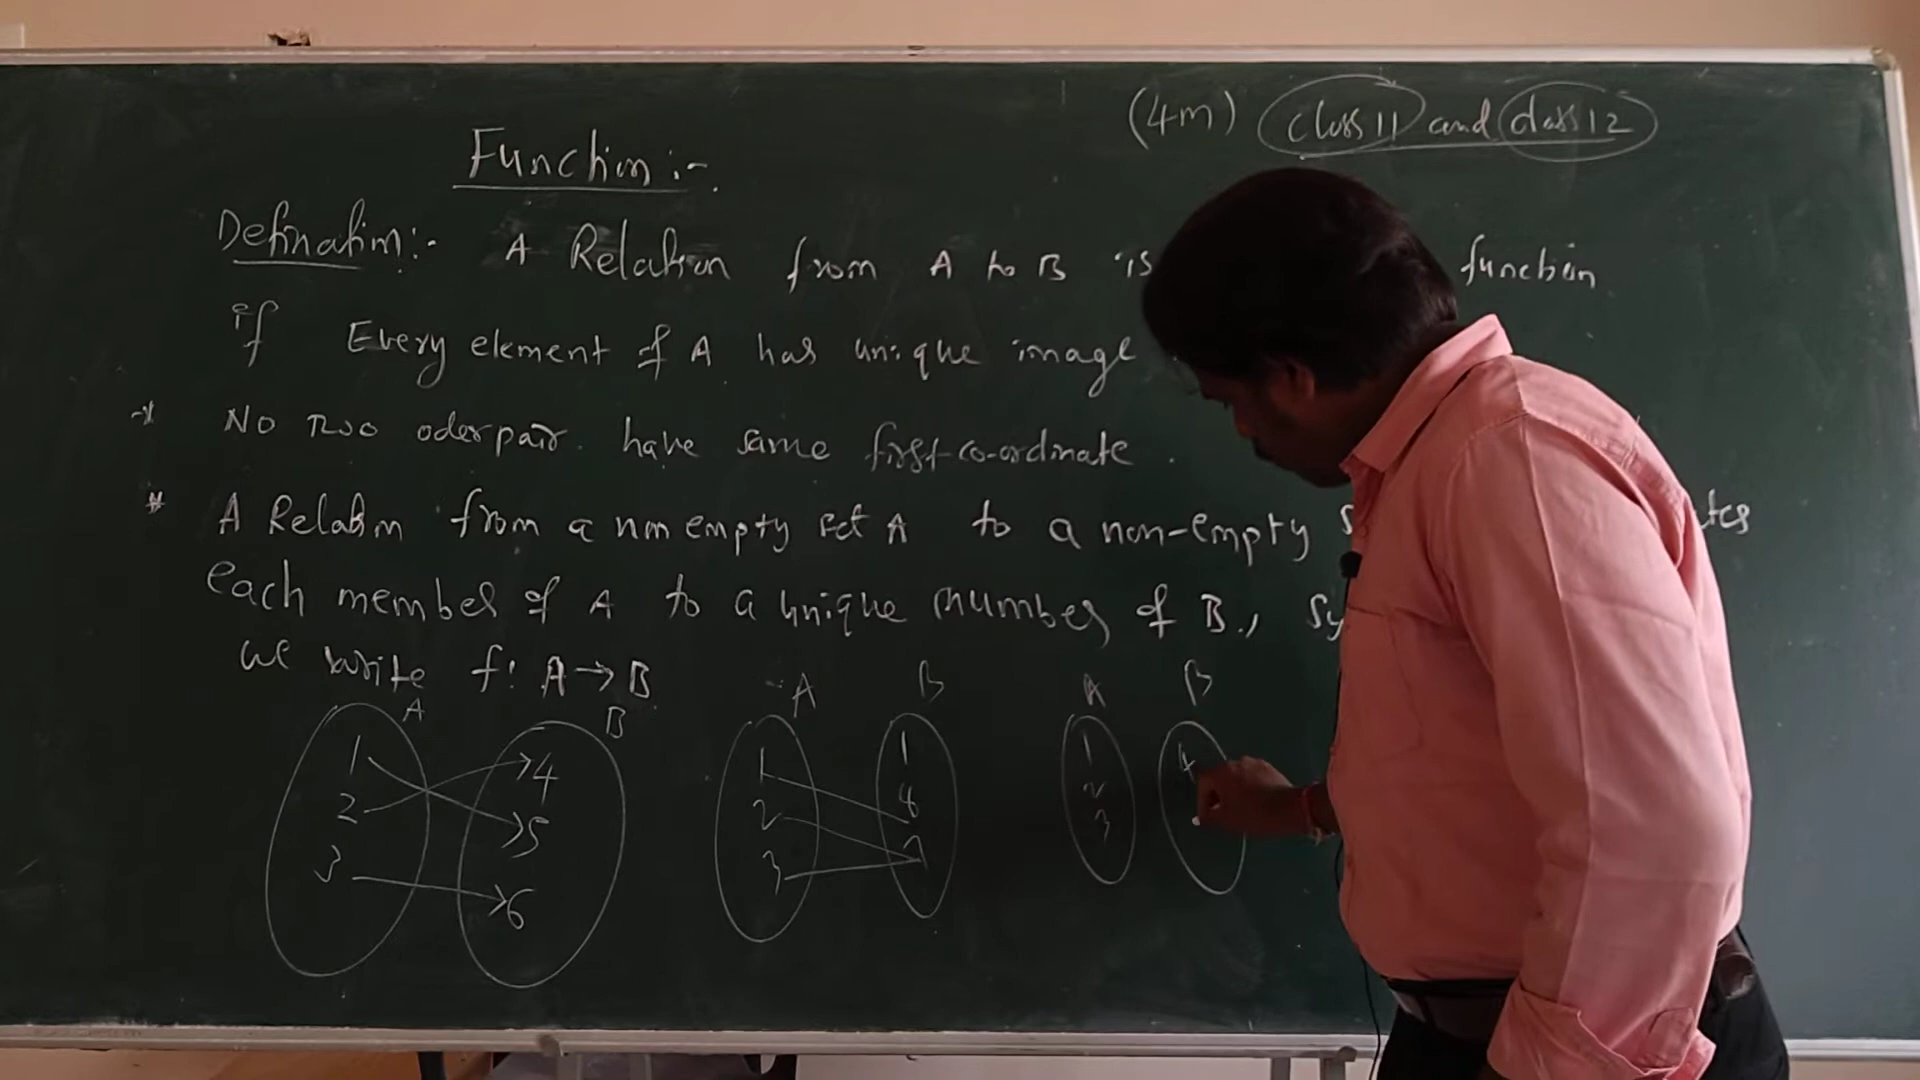 (4m) class 11 and class 12
Function :-
Defination:- A Relation from A to B is function
if Every element of A has unique image
* No Two oderpair. have same first co-ordinate.
* A Relation from a non empty set A to a non-empty
each member of A to a unique number of B.,
we write f: A → B
A B
1 4
2 5
3 6
A B
1 1
2
3 7
A B
1 4
2
3